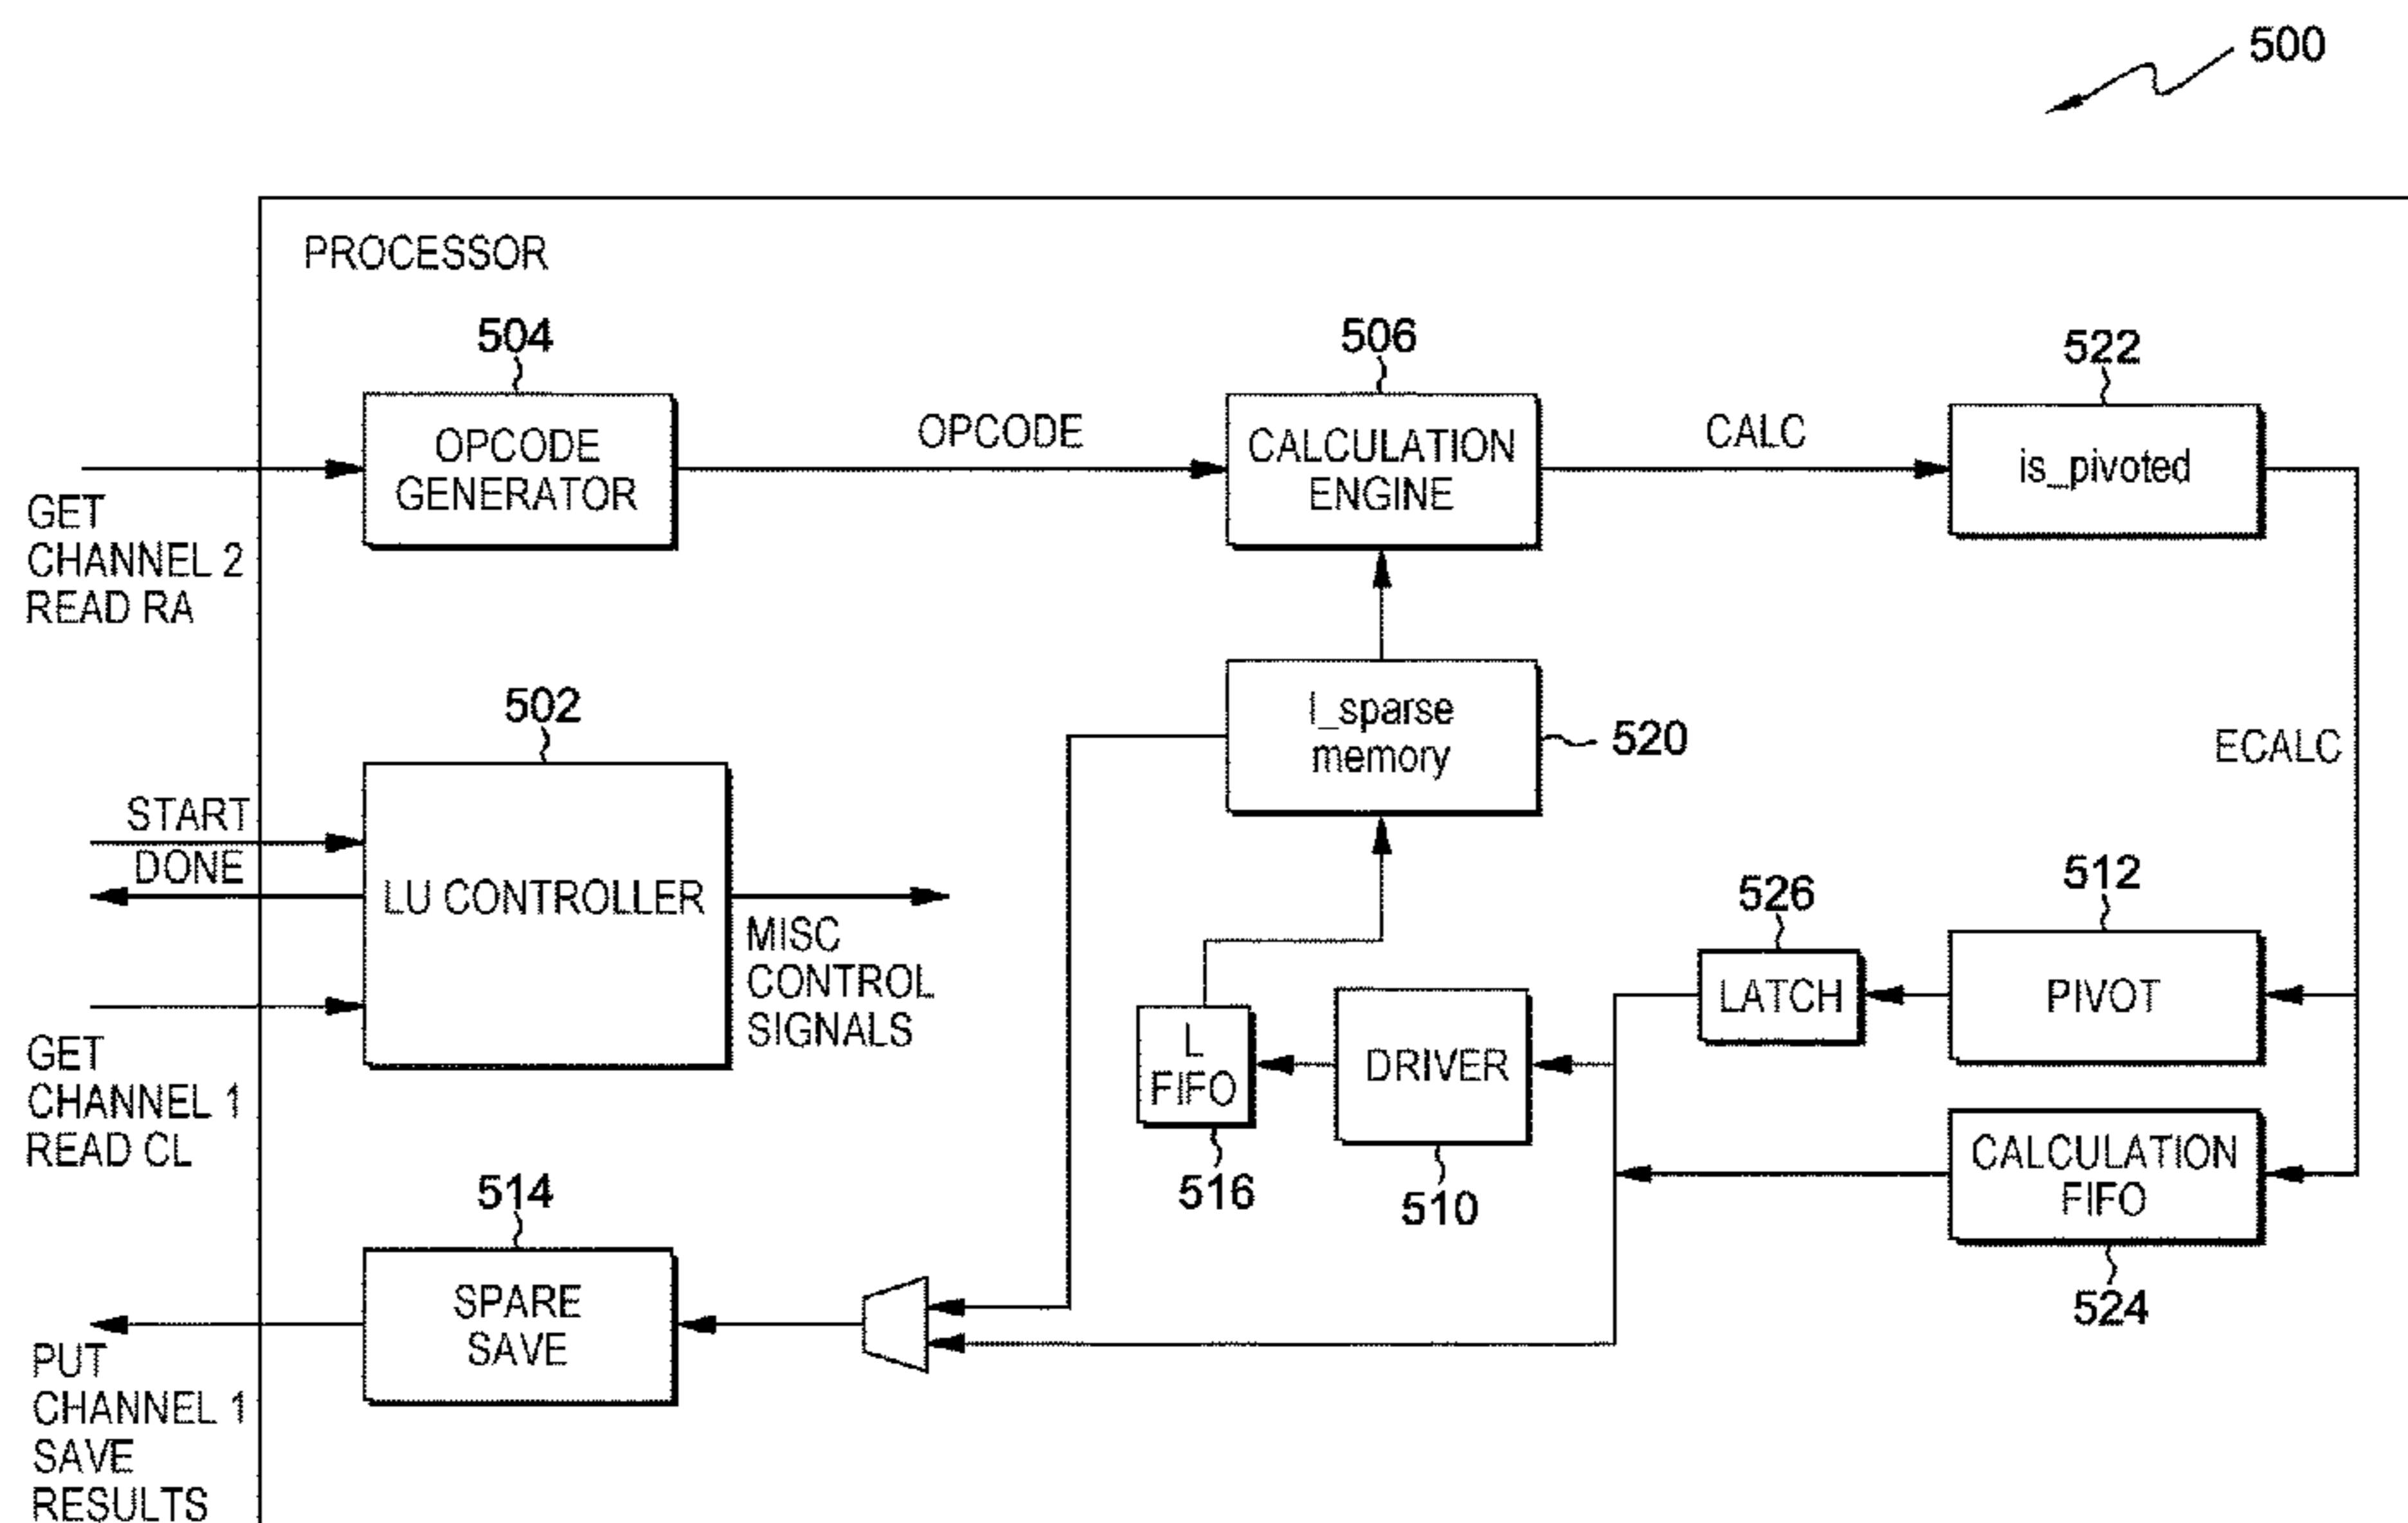 500
PROCESSOR
504
506
522
OPCODE
GENERATOR
OPCODE
CALCULATION
ENGINE
CALC
is_pivoted
GET
CHANNEL 2
READ RA
502
l_sparse
memory
520
ECALC
START
DONE
LU CONTROLLER
MISC
CONTROL
SIGNALS
526
512
LATCH
PIVOT
L
FIFO
DRIVER
GET
CHANNEL 1
READ CL
516
510
CALCULATION
FIFO
524
514
SPARE
SAVE
PUT
CHANNEL 1
SAVE
RESULTS